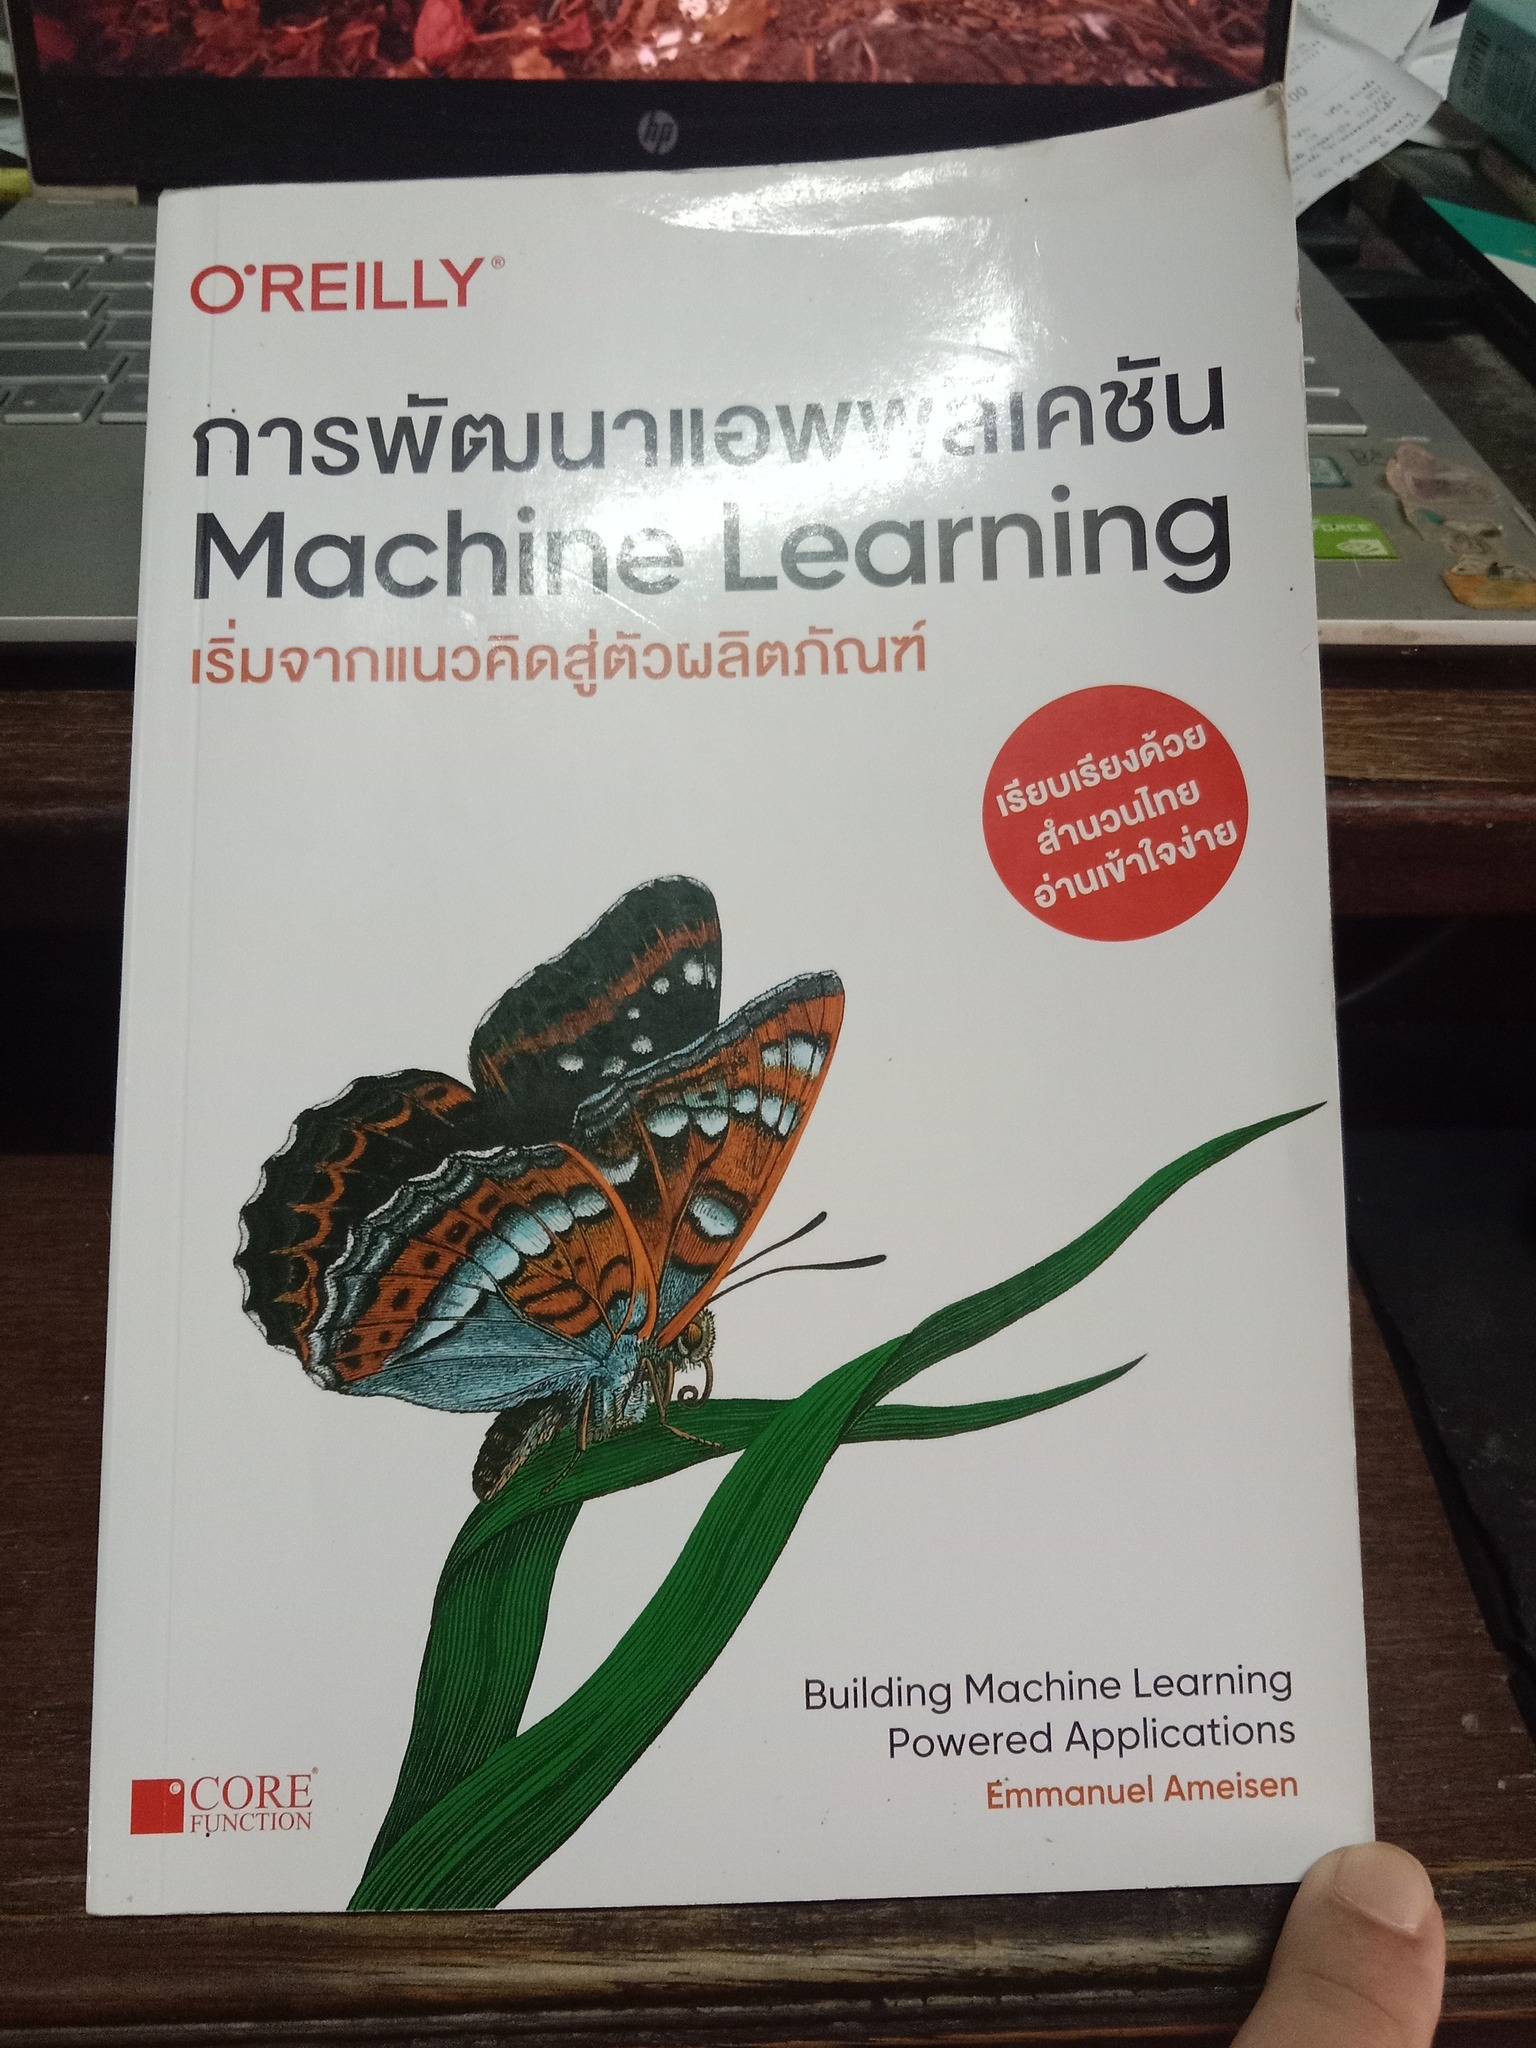 hp
O'REILLY®
การพัฒนาแอพพลิเคชัน
Machine Learning
เริ่มจากแนวคิดสู่ตัวผลิตภัณฑ์
เรียบเรียงด้วย
สำนวนไทย
อ่านเข้าใจง่าย
Building Machine Learning
Powered Applications
Emmanuel Ameisen
CORE®
FUNCTION